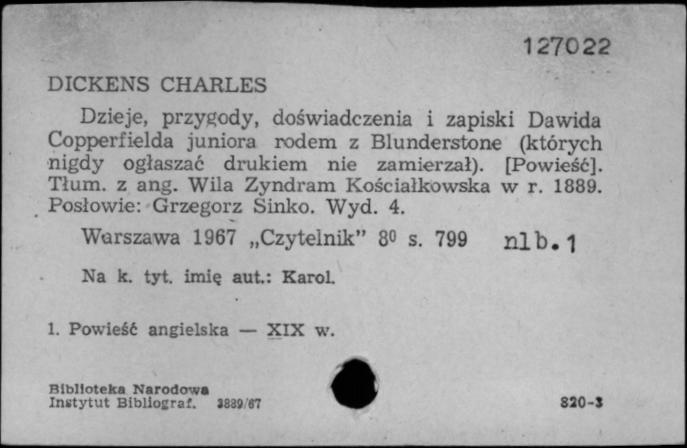 127022
DICKENS CHARLES
Dzieje, przygody, doświadczenia i zapiski Dawida
Copperfielda juniora rodem z Blunderstone (których
nigdy ogłaszać drukiem nie zamierzał). [Powieść].
Tłum. z ang. Wila Zyndram Kościałkowska w r. 1889.
Posłowie: Grzegorz Sinko. Wyd. 4.
Warszawa 1967 „Czytelnik" 8⁰ s. 799 nlb. 1
Na k. tyt. imię aut.: Karol.
1. Powieść angielska — XIX w.
Biblioteka Narodowa
Instytut Bibliograf. 3889/67 820-3